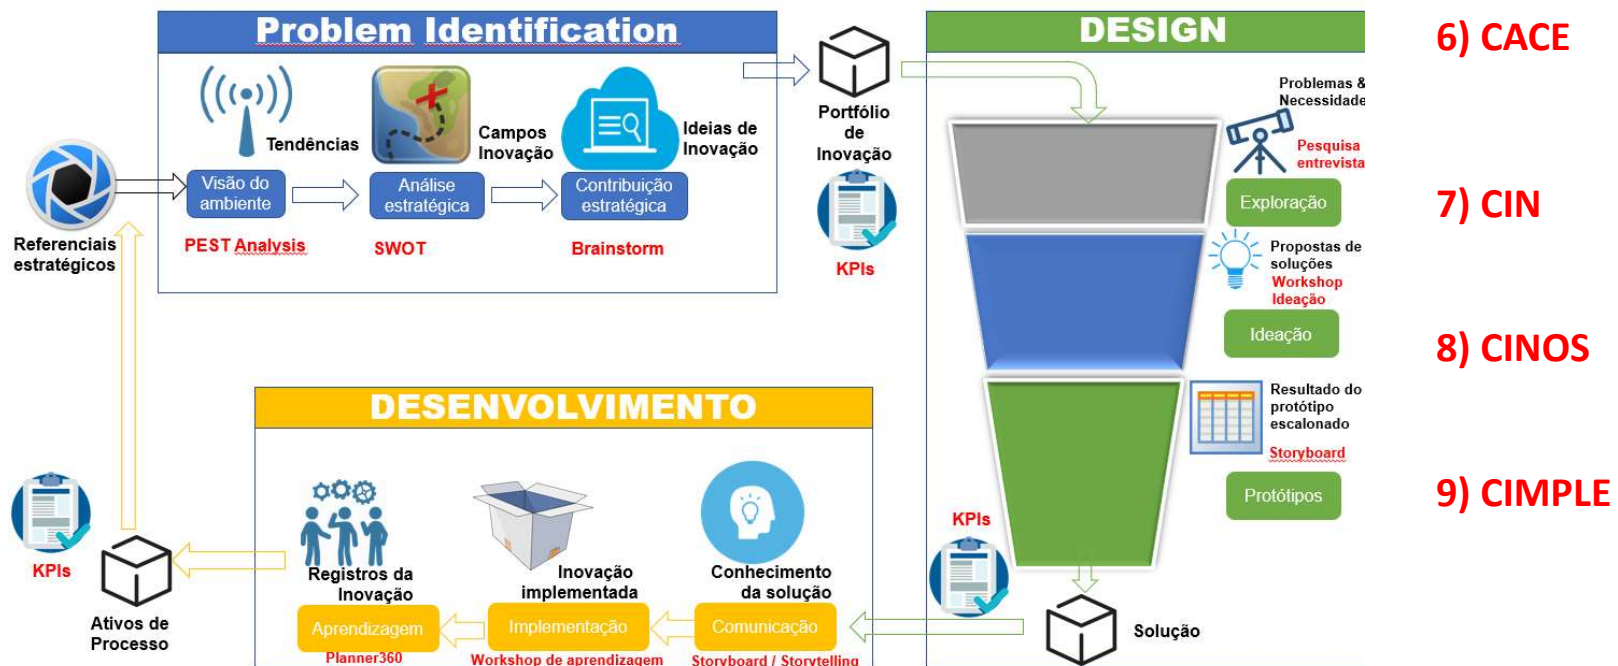 Problem Identification
Tendências
Campos
Inovação
Ideias de
Inovação
Visão do
ambiente
Análise
estratégica
Contribuição
estratégica
PEST Analysis
SWOT
Brainstorm
Referenciais
estratégicos
Portfólio
de
Inovação
KPIs
DESIGN
Problemas &
Necessidade
Pesquisa
entrevista
Exploração
Propostas de
soluções
Workshop
Ideação
Ideação
Resultado do
protótipo
escalonado
Storyboard
Protótipos
KPIs
Solução
DESENVOLVIMENTO
Conhecimento
da solução
Comunicação
Storyboard / Storytelling
Inovação
implementada
Implementação
Workshop de aprendizagem
Registros da
Inovação
Aprendizagem
Planner360
KPIs
Ativos de
Processo
6) CACE
7) CIN
8) CINOS
9) CIMPLE